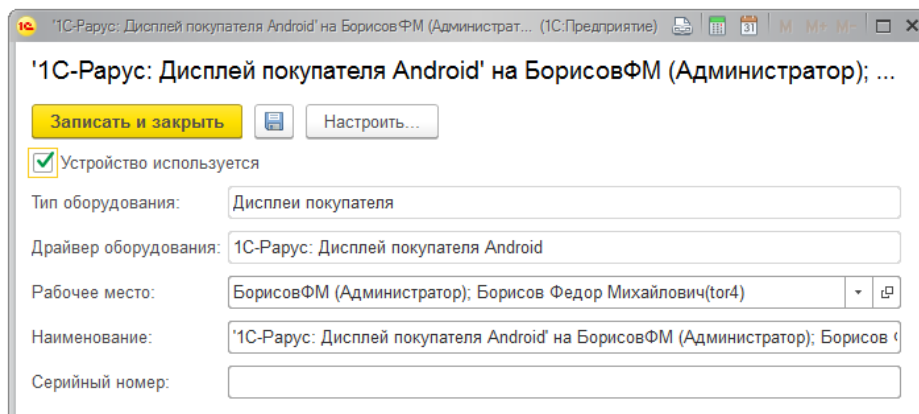 1С '1С-Рарус: Дисплей покупателя Android' на БорисовФМ (Администрат... (1С:Предприятие) 31 M M+ M-
'1С-Рарус: Дисплей покупателя Android' на БорисовФМ (Администратор); ...
Записать и закрыть Настроить...
Устройство используется
Тип оборудования: Дисплеи покупателя
Драйвер оборудования: 1С-Рарус: Дисплей покупателя Android
Рабочее место: БорисовФМ (Администратор); Борисов Федор Михайлович(tor4)
Наименование: '1С-Рарус: Дисплей покупателя Android' на БорисовФМ (Администратор); Борисов
Серийный номер: